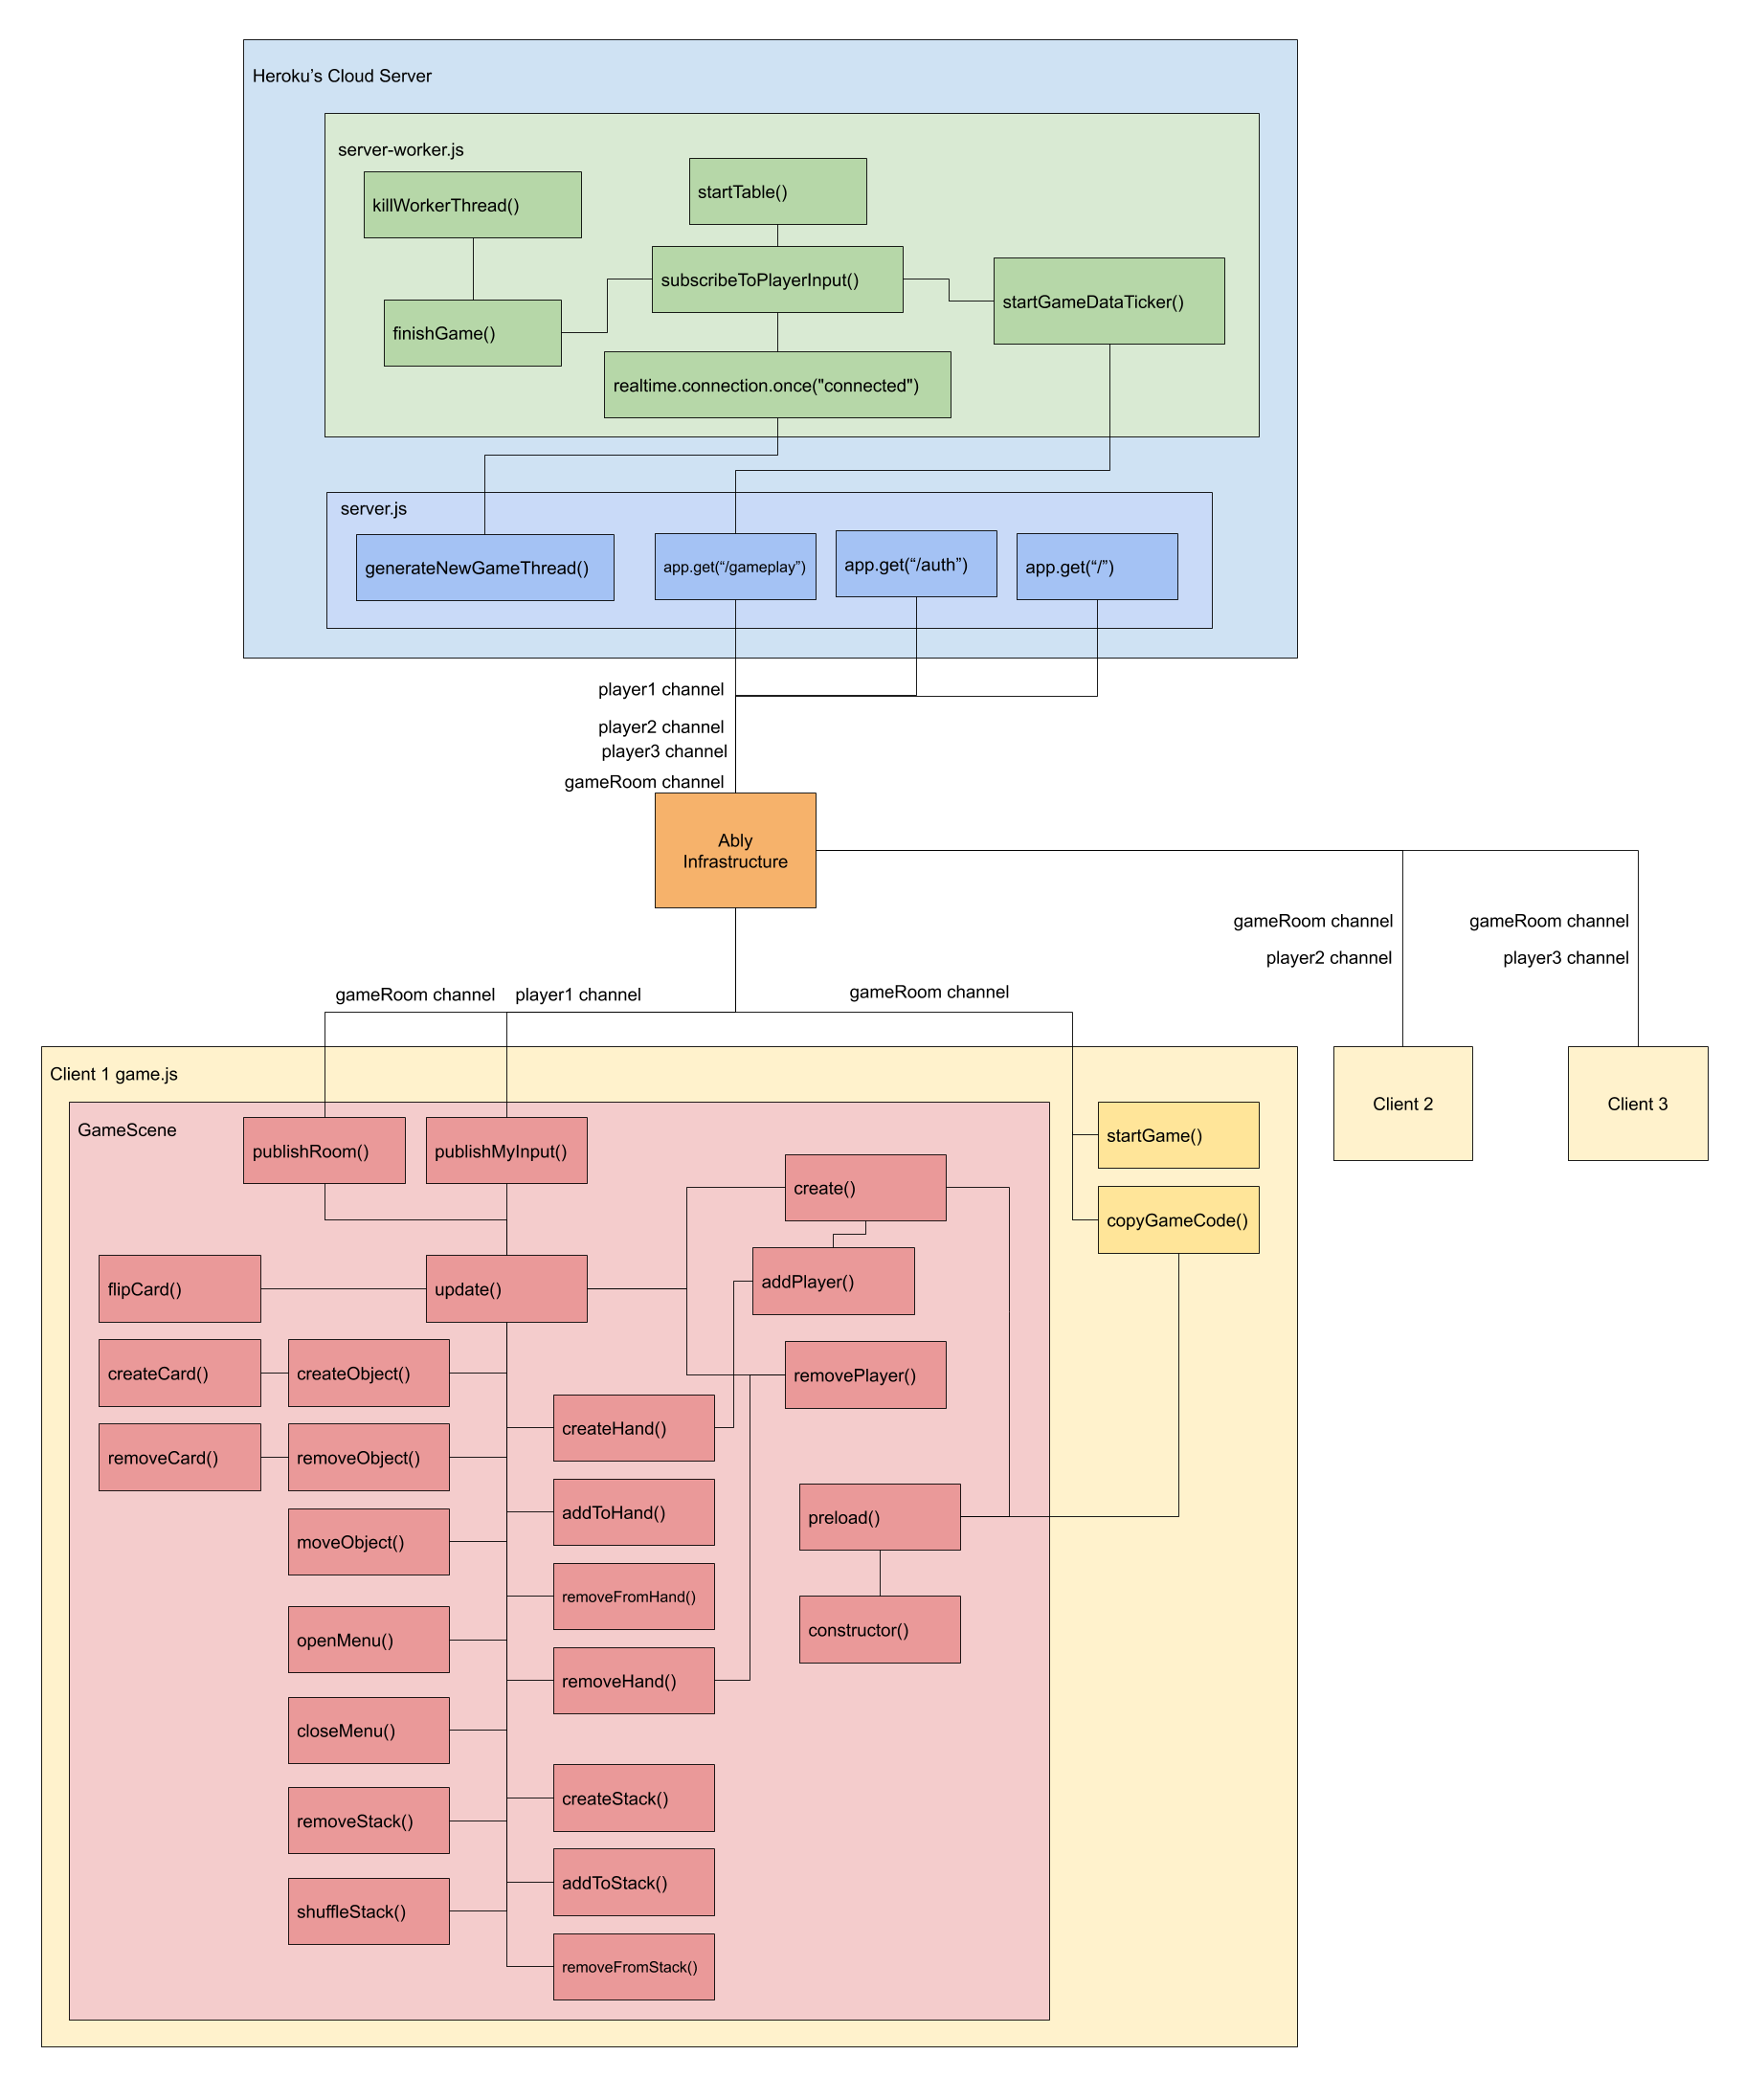 Heroku’s Cloud Server
server-worker.js
killWorkerThread()
startTable()
subscribeToPlayerInput()
startGameDataTicker()
finishGame()
realtime.connection.once("connected")
server.js
generateNewGameThread()
app.get(“/gameplay”)
app.get(“/auth”)
app.get(“/”)
player1 channel
player2 channel
player3 channel
gameRoom channel
Ably
Infrastructure
gameRoom channel
player2 channel
gameRoom channel
player3 channel
gameRoom channel
player1 channel
gameRoom channel
Client 1 game.js
Client 2
Client 3
GameScene
publishRoom()
publishMyInput()
startGame()
create()
copyGameCode()
flipCard()
update()
addPlayer()
createCard()
createObject()
removePlayer()
createHand()
removeCard()
removeObject()
addToHand()
preload()
moveObject()
removeFromHand()
constructor()
openMenu()
removeHand()
closeMenu()
createStack()
removeStack()
addToStack()
shuffleStack()
removeFromStack()